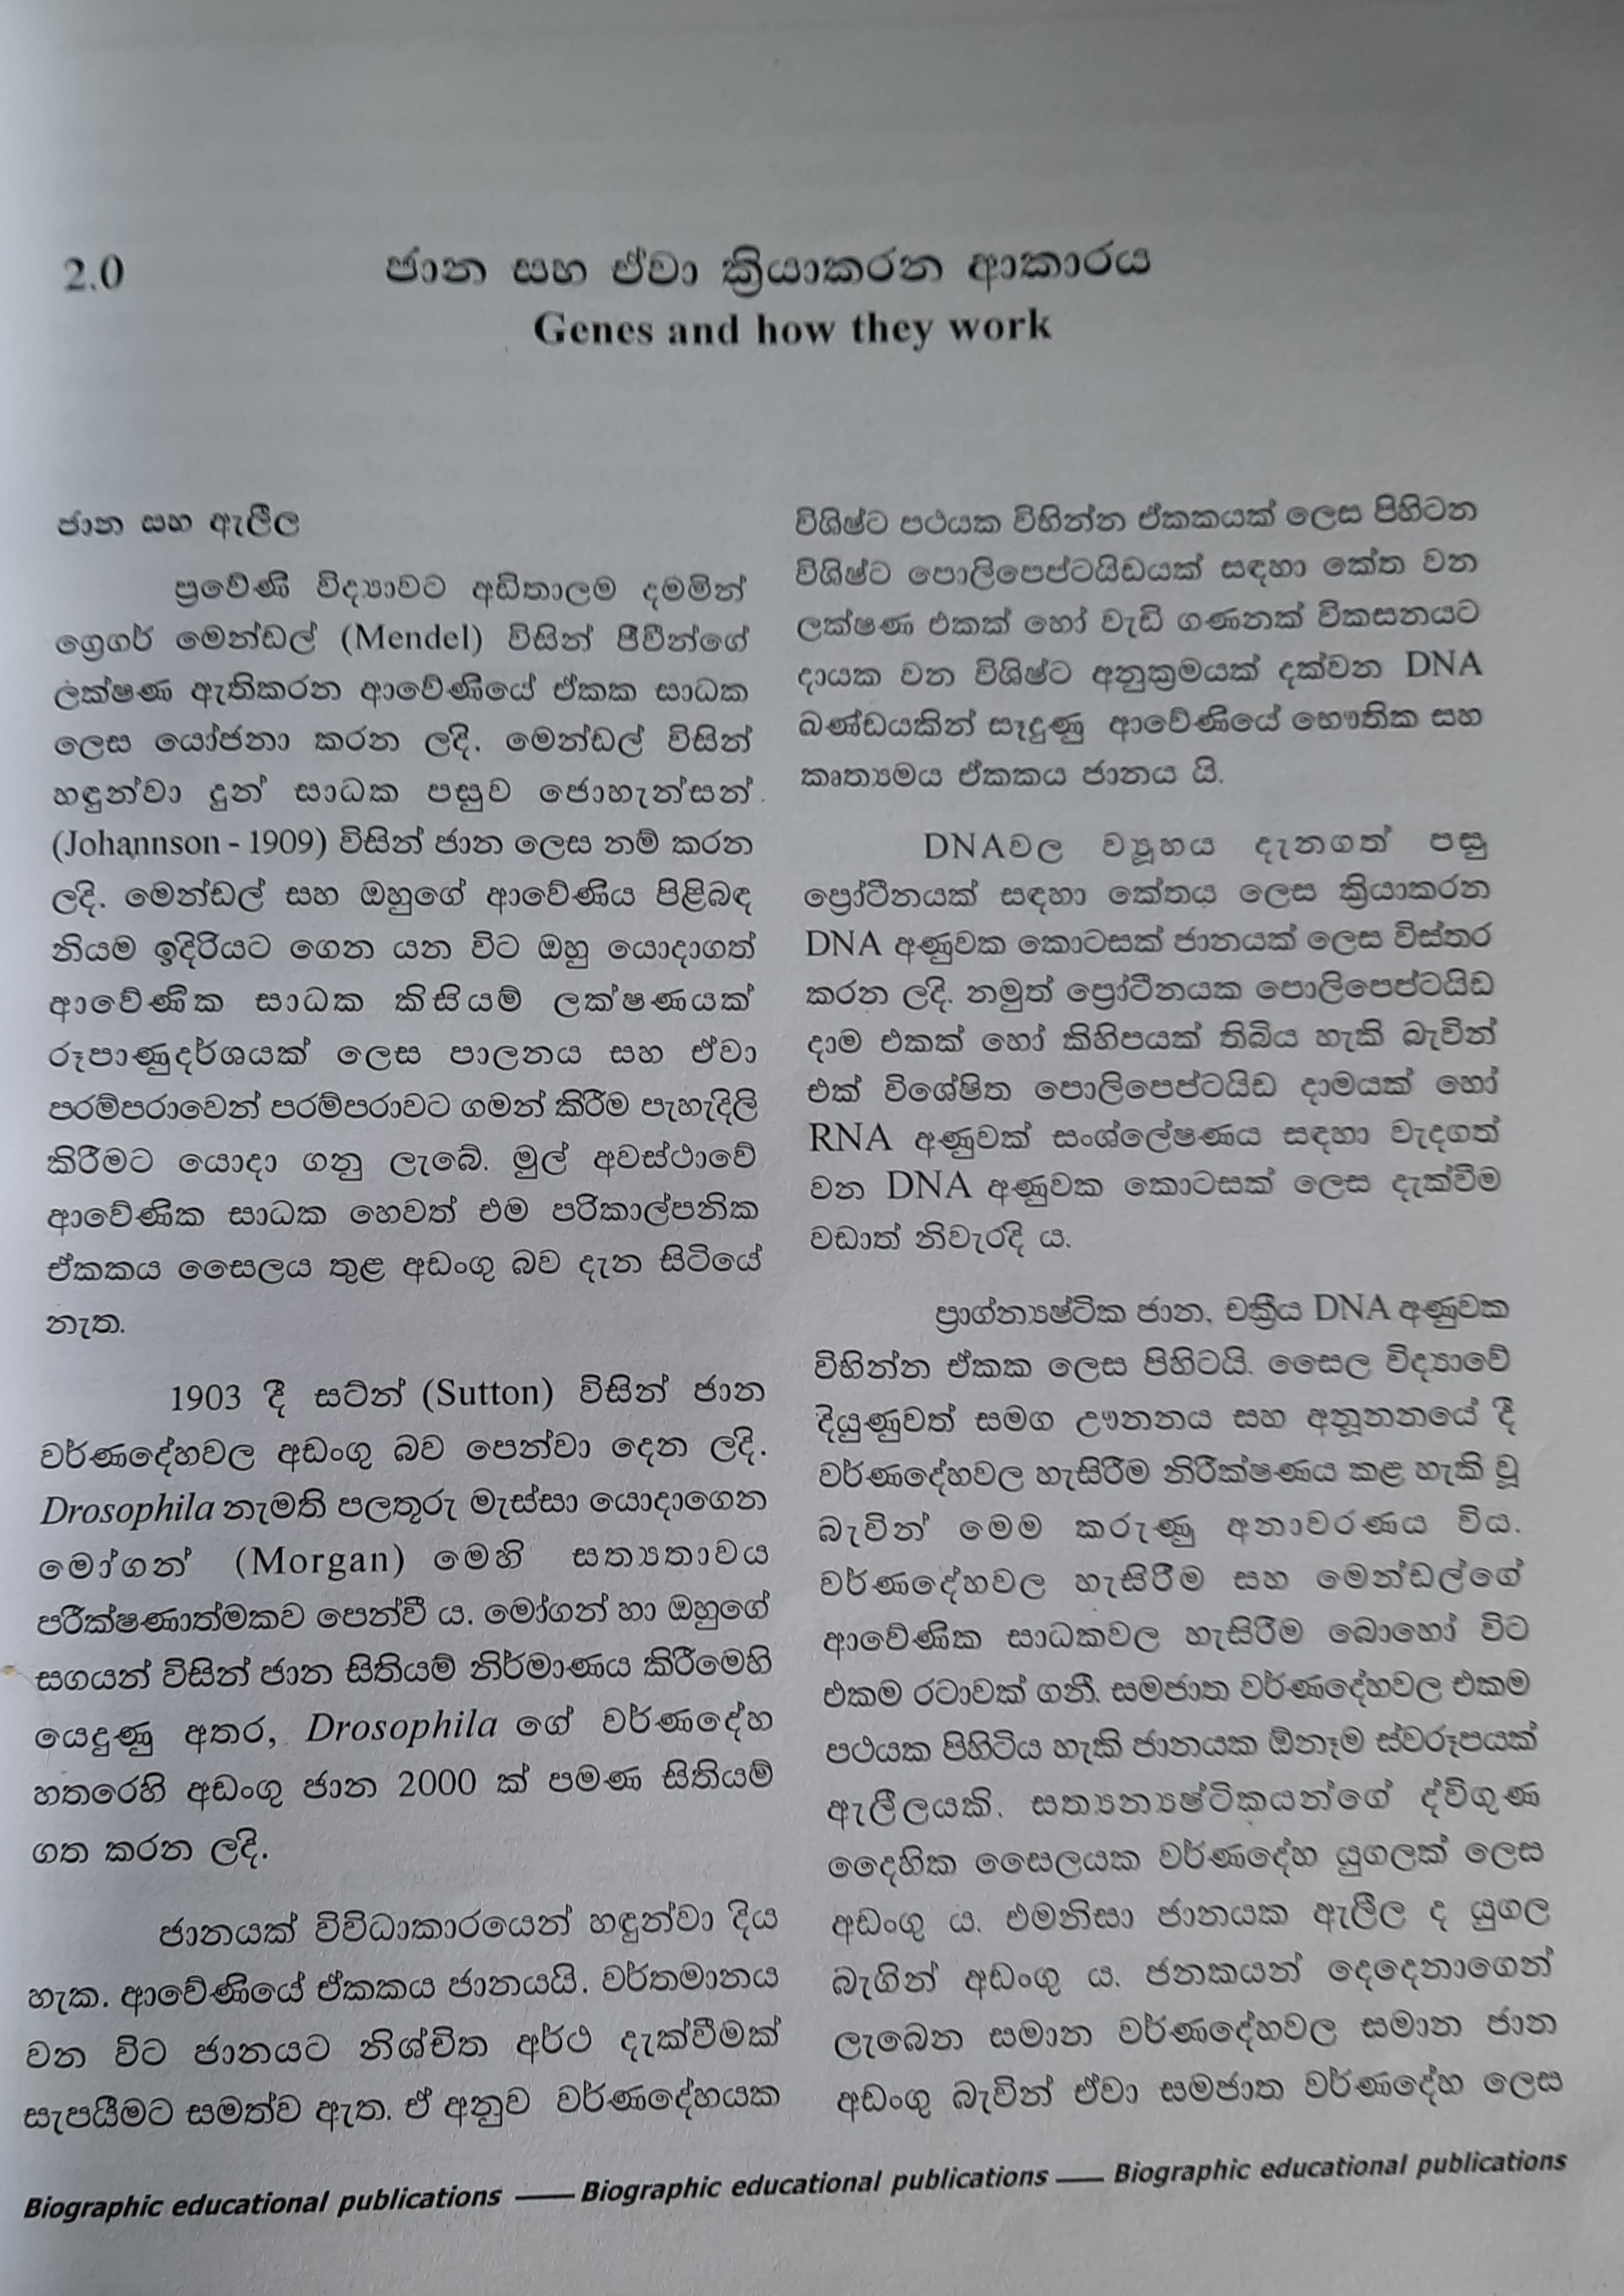 2.0 ජාන සහ ඒවා ක්‍රියාකරන ආකාරය
Genes and how they work
ජාන සහ ඇලීල
ප්‍රවේණි විද්‍යාවට අඩිතාලම දමමින්
ග්‍රෙගර් මෙන්ඩල් (Mendel) විසින් ජීවීන්ගේ
ලක්ෂණ ඇතිකරන ආවේණියේ ඒකක සාධක
ලෙස යෝජනා කරන ලදි. මෙන්ඩල් විසින්
හඳුන්වා දුන් සාධක පසුව ජොහැන්සන්
(Johannson - 1909) විසින් ජාන ලෙස නම් කරන
ලදි. මෙන්ඩල් සහ ඔහුගේ ආවේණිය පිළිබඳ
නියම ඉදිරියට ගෙන යන විට ඔහු යොදාගත්
ආවේණික සාධක කිසියම් ලක්ෂණයක්
රූපාණුදර්ශයක් ලෙස පාලනය සහ ඒවා
පරම්පරාවෙන් පරම්පරාවට ගමන් කිරීම පැහැදිලි
කිරීමට යොදා ගනු ලැබේ. මුල් අවස්ථාවේ
ආවේණික සාධක හෙවත් එම පරිකාල්පනික
ඒකකය සෛලය තුළ අඩංගු බව දැන සිටියේ
නැත.
1903 දී සටන් (Sutton) විසින් ජාන
වර්ණදේහවල අඩංගු බව පෙන්වා දෙන ලදි.
Drosophila නැමති පලතුරු මැස්සා යොදාගෙන
මෝගන් (Morgan) මෙහි සත්‍යතාවය
පරීක්ෂණාත්මකව පෙන්වී ය. මෝගන් හා ඔහුගේ
සගයන් විසින් ජාන සිතියම් නිර්මාණය කිරීමෙහි
යෙදුණු අතර, Drosophila ගේ වර්ණදේහ
හතරෙහි අඩංගු ජාන 2000 ක් පමණ සිතියම්
ගත කරන ලදි.
ජානයක් විවිධාකාරයෙන් හඳුන්වා දිය
හැක. ආවේණියේ ඒකකය ජානයයි. වර්තමානය
වන විට ජානයට නිශ්චිත අර්ථ දැක්වීමක්
සැපයීමට සමත්ව ඇත. ඒ අනුව වර්ණදේහයක
විශිෂ්ට පථයක විභින්න ඒකකයක් ලෙස පිහිටන
විශිෂ්ට පොලිපෙප්ටයිඩයක් සඳහා කේත වන
ලක්ෂණ එකක් හෝ වැඩි ගණනක් විකසනයට
දායක වන විශිෂ්ට අනුක්‍රමයක් දක්වන DNA
ඛණ්ඩයකින් සෑදුණු ආවේණියේ භෞතික සහ
කෘත්‍යමය ඒකකය ජානය යි.
DNAවල ව්‍යූහය දැනගත් පසු
ප්‍රෝටීනයක් සඳහා කේතය ලෙස ක්‍රියාකරන
DNA අණුවක කොටසක් ජානයක් ලෙස විස්තර
කරන ලදි. නමුත් ප්‍රෝටීනයක පොලිපෙප්ටයිඩ
දාම එකක් හෝ කිහිපයක් තිබිය හැකි බැවින්
එක් විශේෂිත පොලිපෙප්ටයිඩ දාමයක් හෝ
RNA අණුවක් සංශ්ලේෂණය සඳහා වැදගත්
වන DNA අණුවක කොටසක් ලෙස දැක්වීම
වඩාත් නිවැරදි ය.
ප්‍රාග්න්‍යෂ්ටික ජාන, චක්‍රීය DNA අණුවක
විභින්න ඒකක ලෙස පිහිටයි. සෛල විද්‍යාවේ
දියුණුවත් සමග ඌනනය සහ අනූනනයේ දී
වර්ණදේහවල හැසිරීම නිරීක්ෂණය කළ හැකි වූ
බැවින් මෙම කරුණු අනාවරණය විය.
වර්ණදේහවල හැසිරීම සහ මෙන්ඩල්ගේ
ආවේණික සාධකවල හැසිරීම බොහෝ විට
එකම රටාවක් ගනී. සමජාත වර්ණදේහවල එකම
පථයක පිහිටිය හැකි ජානයක ඕනෑම ස්වරූපයක්
ඇලීලයකි. සත්‍යන්‍යෂ්ටිකයන්ගේ ද්විගුණ
දෛහික සෛලයක වර්ණදේහ යුගලක් ලෙස
අඩංගු ය. එමනිසා ජානයක ඇලීල ද යුගල
බැගින් අඩංගු ය. ජනකයන් දෙදෙනාගෙන්
ලැබෙන සමාන වර්ණදේහවල සමාන ජාන
අඩංගු බැවින් ඒවා සමජාත වර්ණදේහ ලෙස
Biographic educational publications —— Biographic educational publications —— Biographic educational publications